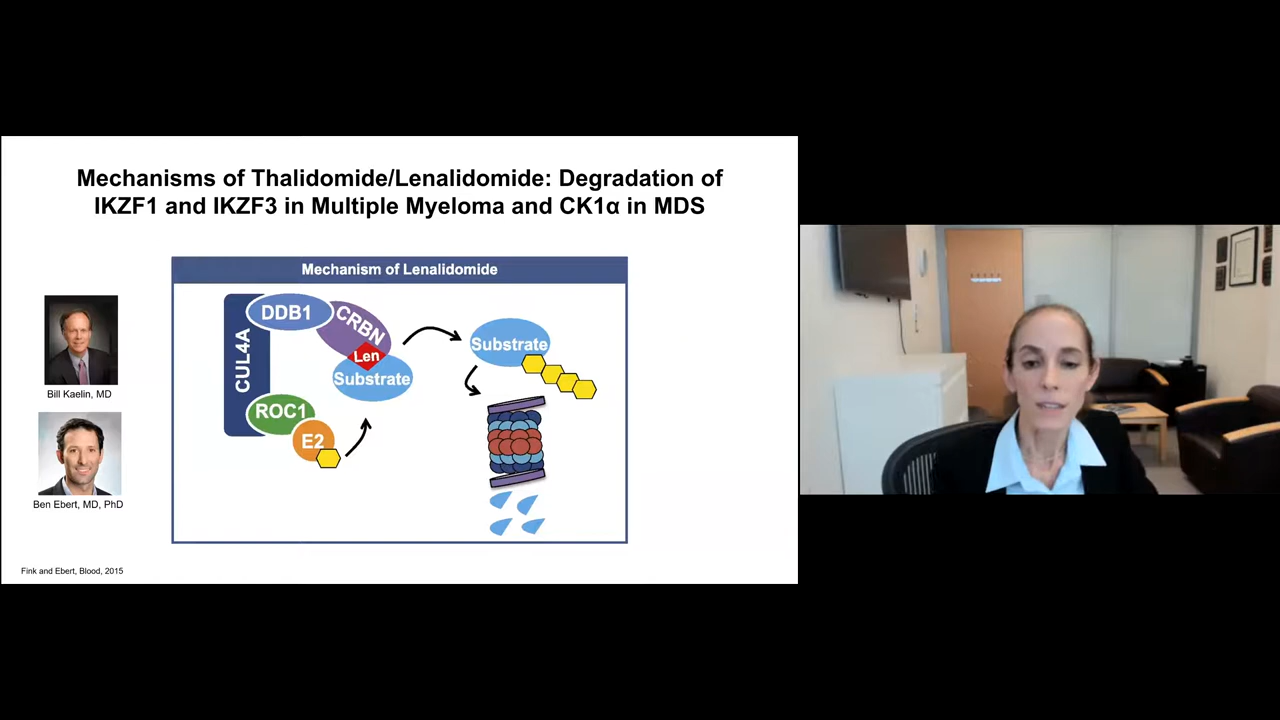 Mechanisms of Thalidomide/Lenalidomide: Degradation of
IKZF1 and IKZF3 in Multiple Myeloma and CK1α in MDS
Mechanism of Lenalidomide
DDB1
CRBN
Len
Substrate
CUL4A
ROC1
E2
Substrate
Bill Kaelin, MD
Ben Ebert, MD, PhD
Fink and Ebert, Blood, 2015